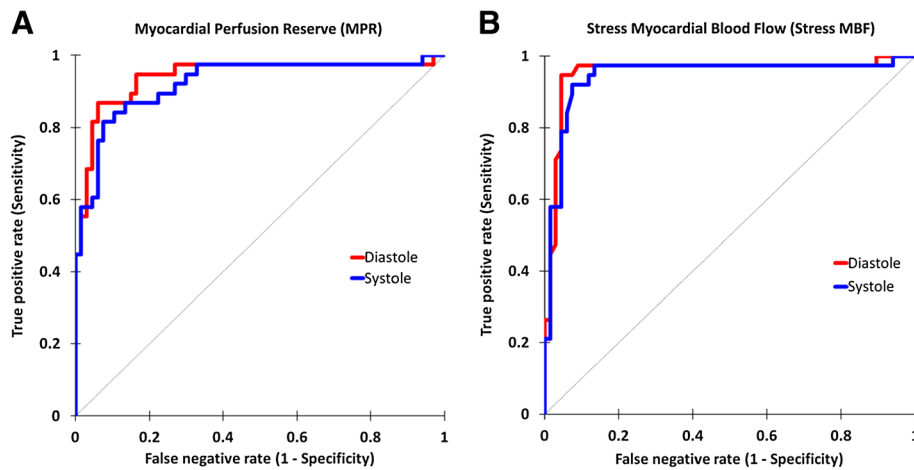 A
Myocardial Perfusion Reserve (MPR)
True positive rate (Sensitivity)
1
0.8
0.6
0.4
0.2
0
Diastole
Systole
0 0.2 0.4 0.6 0.8 1
False negative rate (1 - Specificity)
B
Stress Myocardial Blood Flow (Stress MBF)
True positive rate (Sensitivity)
1
0.8
0.6
0.4
0.2
0
Diastole
Systole
0 0.2 0.4 0.6 0.8 1
False negative rate (1 - Specificity)